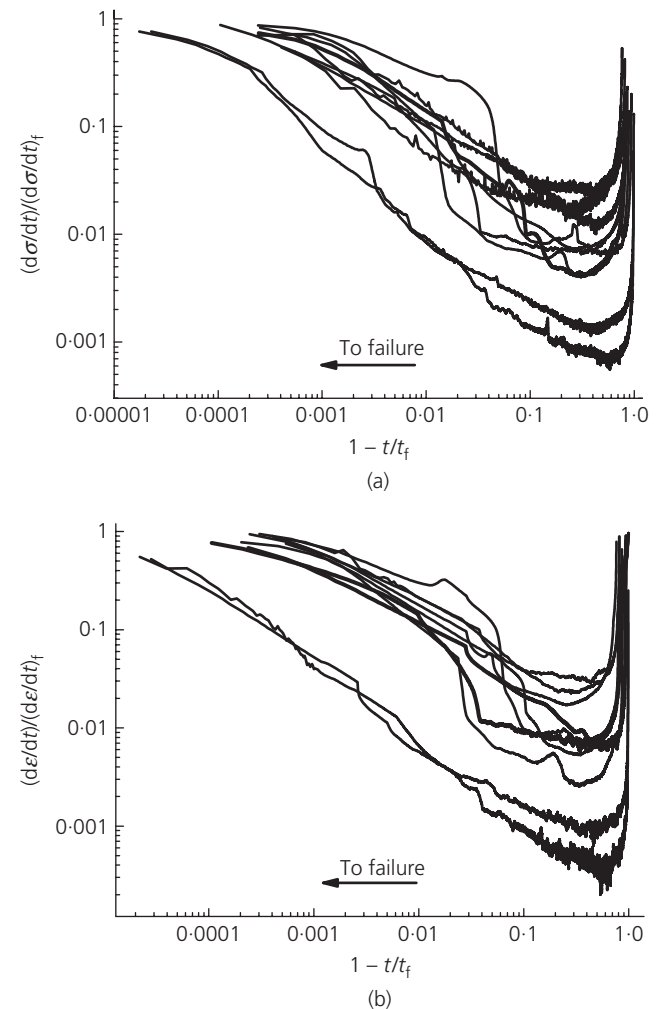 1
0·1
0·01
0·001
(dσ/dt)/(dσ/dt)f
To failure
0·00001 0·0001 0·001 0·01 0·1 1·0
1 – t/tf
(a)
1
0·1
0·01
0·001
(dε/dt)/(dε/dt)f
To failure
0·0001 0·001 0·01 0·1 1·0
1 – t/tf
(b)